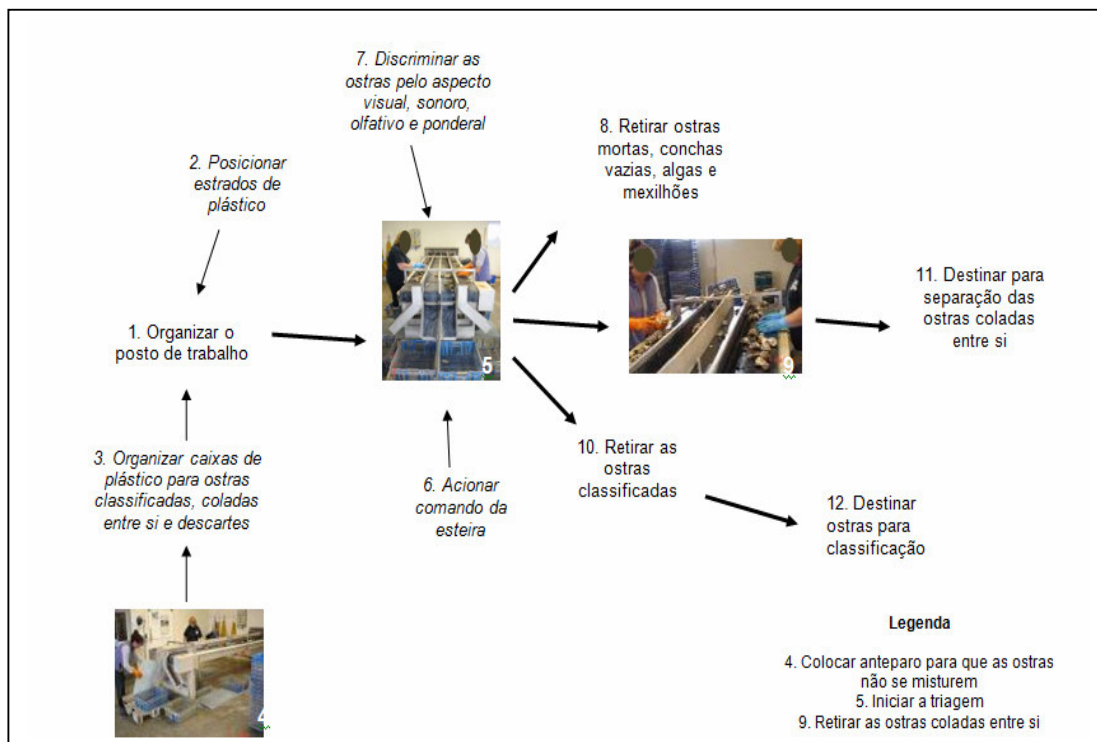 7. Discriminar as
ostras pelo aspecto
visual, sonoro,
olfativo e ponderal
8. Retirar ostras
mortas, conchas
vazias, algas e
mexilhões
2. Posicionar
estrados de
plástico
5
9
11. Destinar para
separação das
ostras coladas
entre si
1. Organizar o
posto de trabalho
3. Organizar caixas de
plástico para ostras
classificadas, coladas
entre si e descartes
6. Acionar
comando da
esteira
10. Retirar as
ostras
classificadas
12. Destinar
ostras para
classificação
4
Legenda
4. Colocar anteparo para que as ostras
não se misturem
5. Iniciar a triagem
9. Retirar as ostras coladas entre si